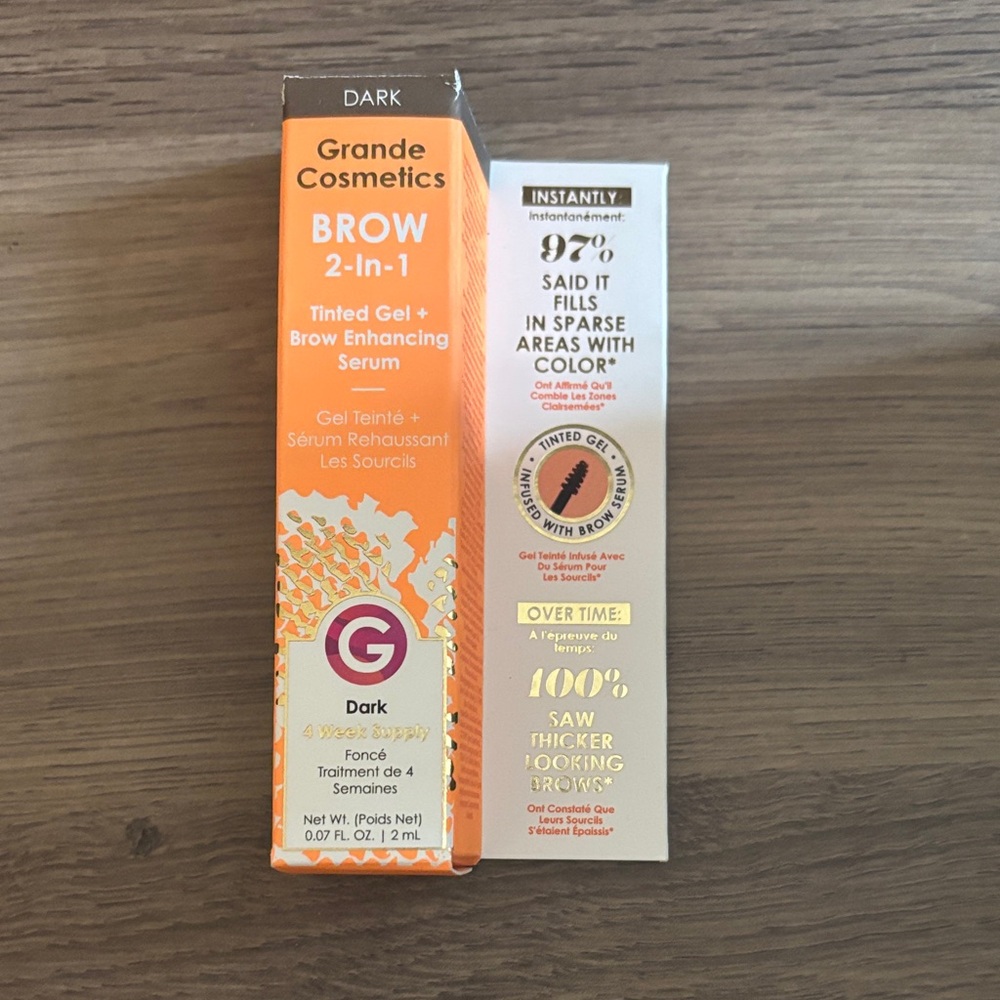 DARK
Grande
Cosmetics
BROW
2-In-1
Tinted Gel +
Brow Enhancing
Serum
Gel Teinté +
Sérum Rehaussant
Les Sourcils
G
Dark
4 Week Supply
Foncé
Traitment de 4
Semaines
Net Wt. (Poids Net)
0.07 FL. OZ. | 2 mL
INSTANTLY
Instantanément:
97%
SAID IT
FILLS
IN SPARSE
AREAS WITH
COLOR*
Ont Affirmé Qu'il
Comble Les Zones
Clairsemées*
• TINTED GEL •
INFUSED WITH BROW SERUM
Gel Teinté Infusé Avec
Du Sérum Pour
Les Sourcils*
OVER TIME:
A l'épreuve du
temps:
100%
SAW
THICKER
LOOKING
BROWS*
Ont Constaté Que
Leurs Sourcils
S'étaient Épaissis*